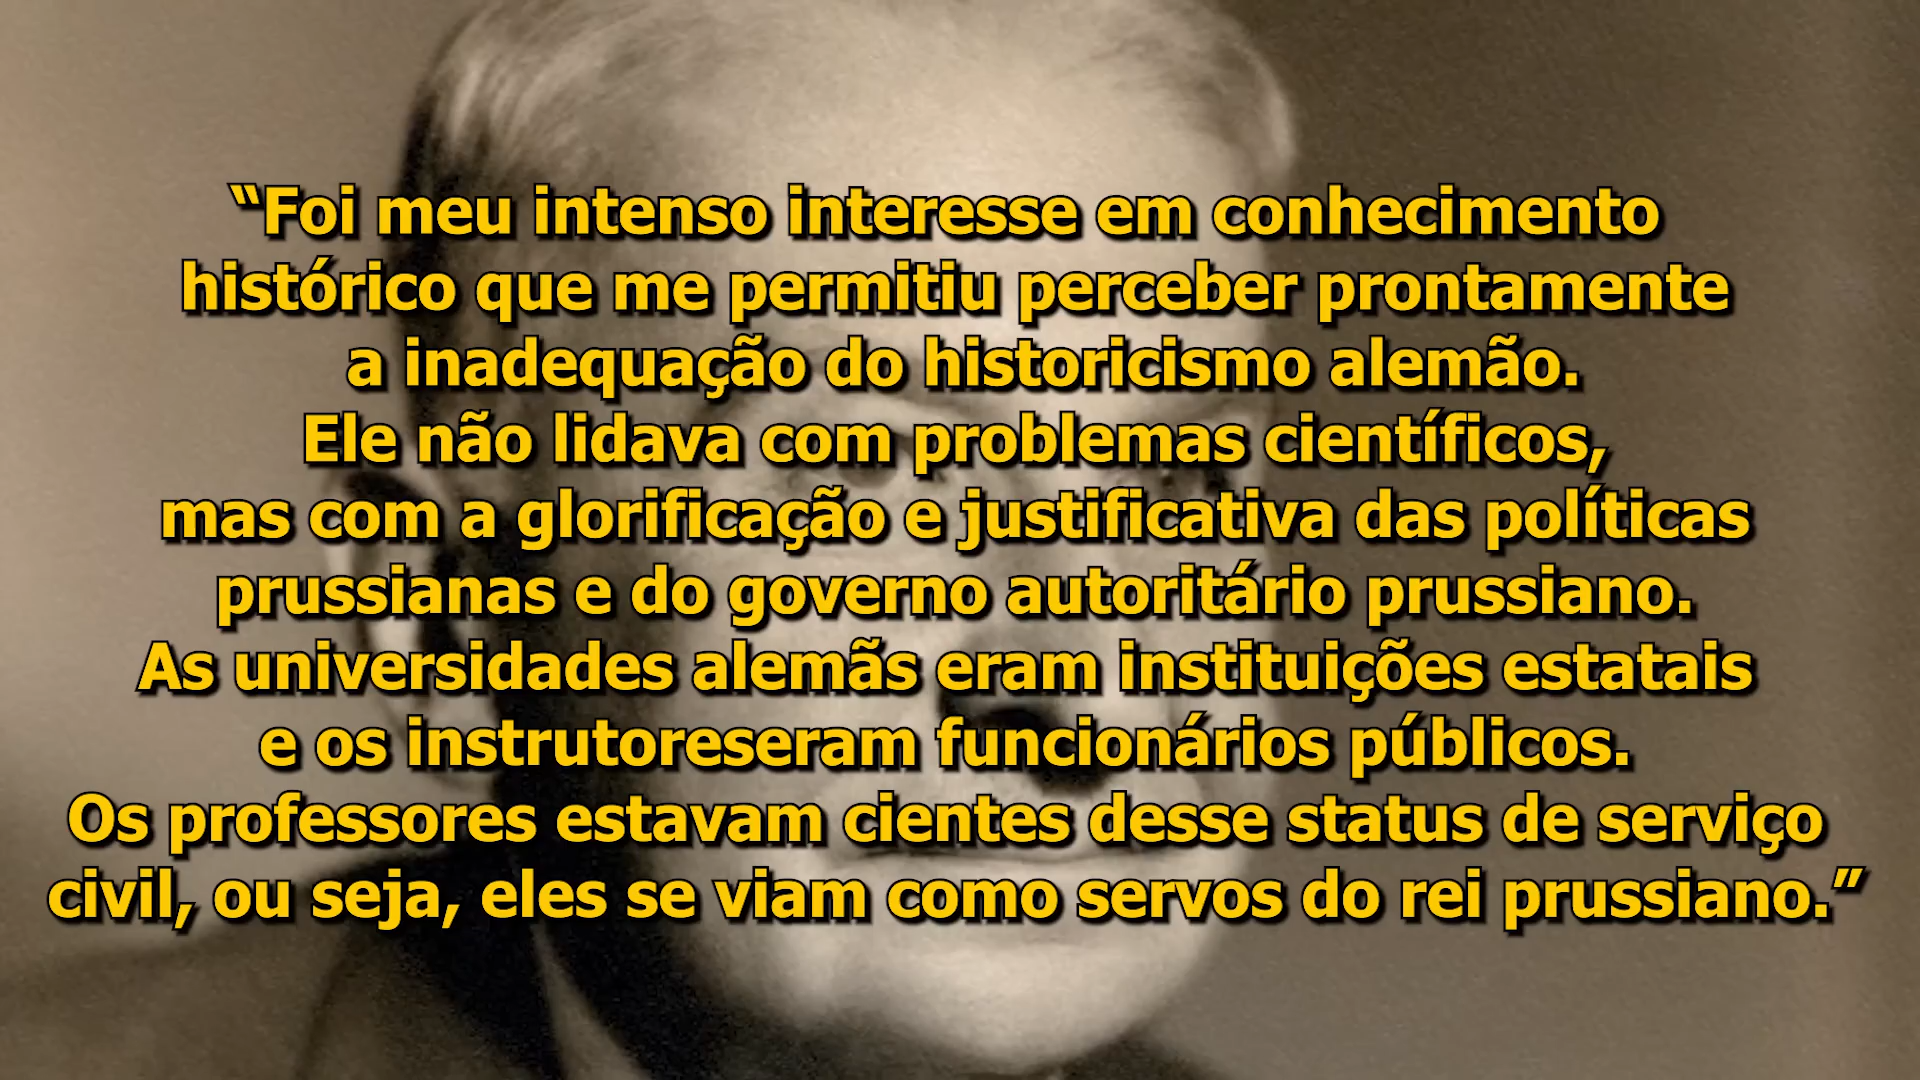 “Foi meu intenso interesse em conhecimento
histórico que me permitiu perceber prontamente
a inadequação do historicismo alemão.
Ele não lidava com problemas científicos,
mas com a glorificação e justificativa das políticas
prussianas e do governo autoritário prussiano.
As universidades alemãs eram instituições estatais
e os instrutoreseram funcionários públicos.
Os professores estavam cientes desse status de serviço
civil, ou seja, eles se viam como servos do rei prussiano.”